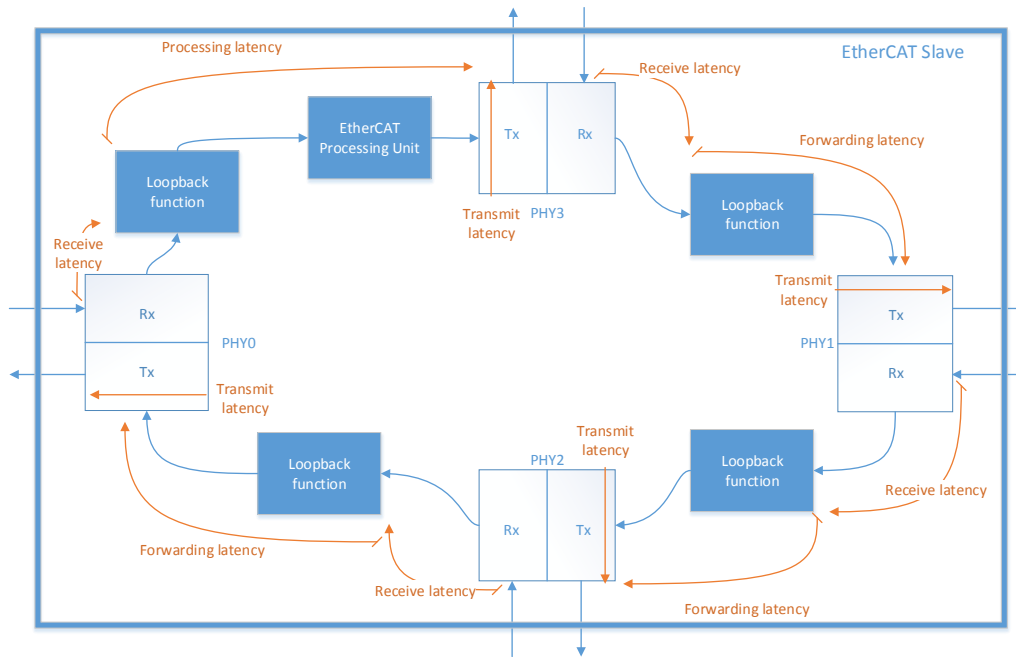 Processing latency
EtherCAT Slave
Receive latency
EtherCAT
Processing Unit
Tx
Rx
Forwarding latency
Loopback
function
Transmit
latency
PHY3
Loopback
function
Receive
latency
Transmit
latency
Rx
Tx
PHY0
PHY1
Tx
Rx
Transmit
latency
Transmit
latency
Loopback
function
PHY2
Loopback
function
Receive latency
Rx
Tx
Forwarding latency
Receive latency
Forwarding latency